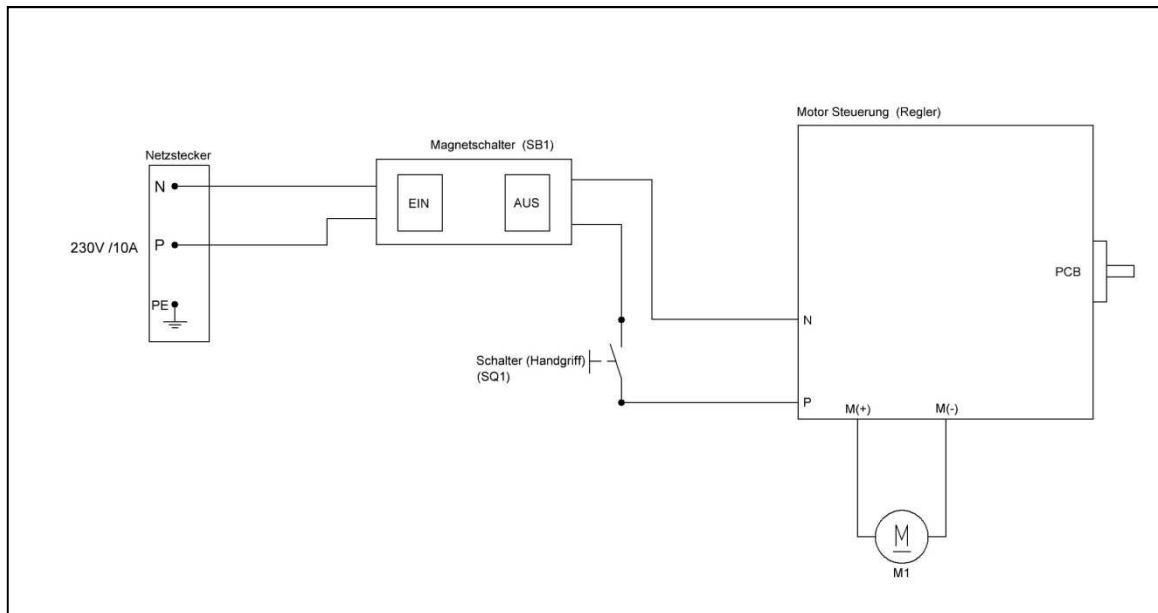 Motor Steuerung (Regler)
Magnetschalter (SB1)
Netzstecker
N
EIN
AUS
230V /10A
P
PCB
PE
N
Schalter (Handgriff)
(SQ1)
P
M(+)
M(-)
M
M1